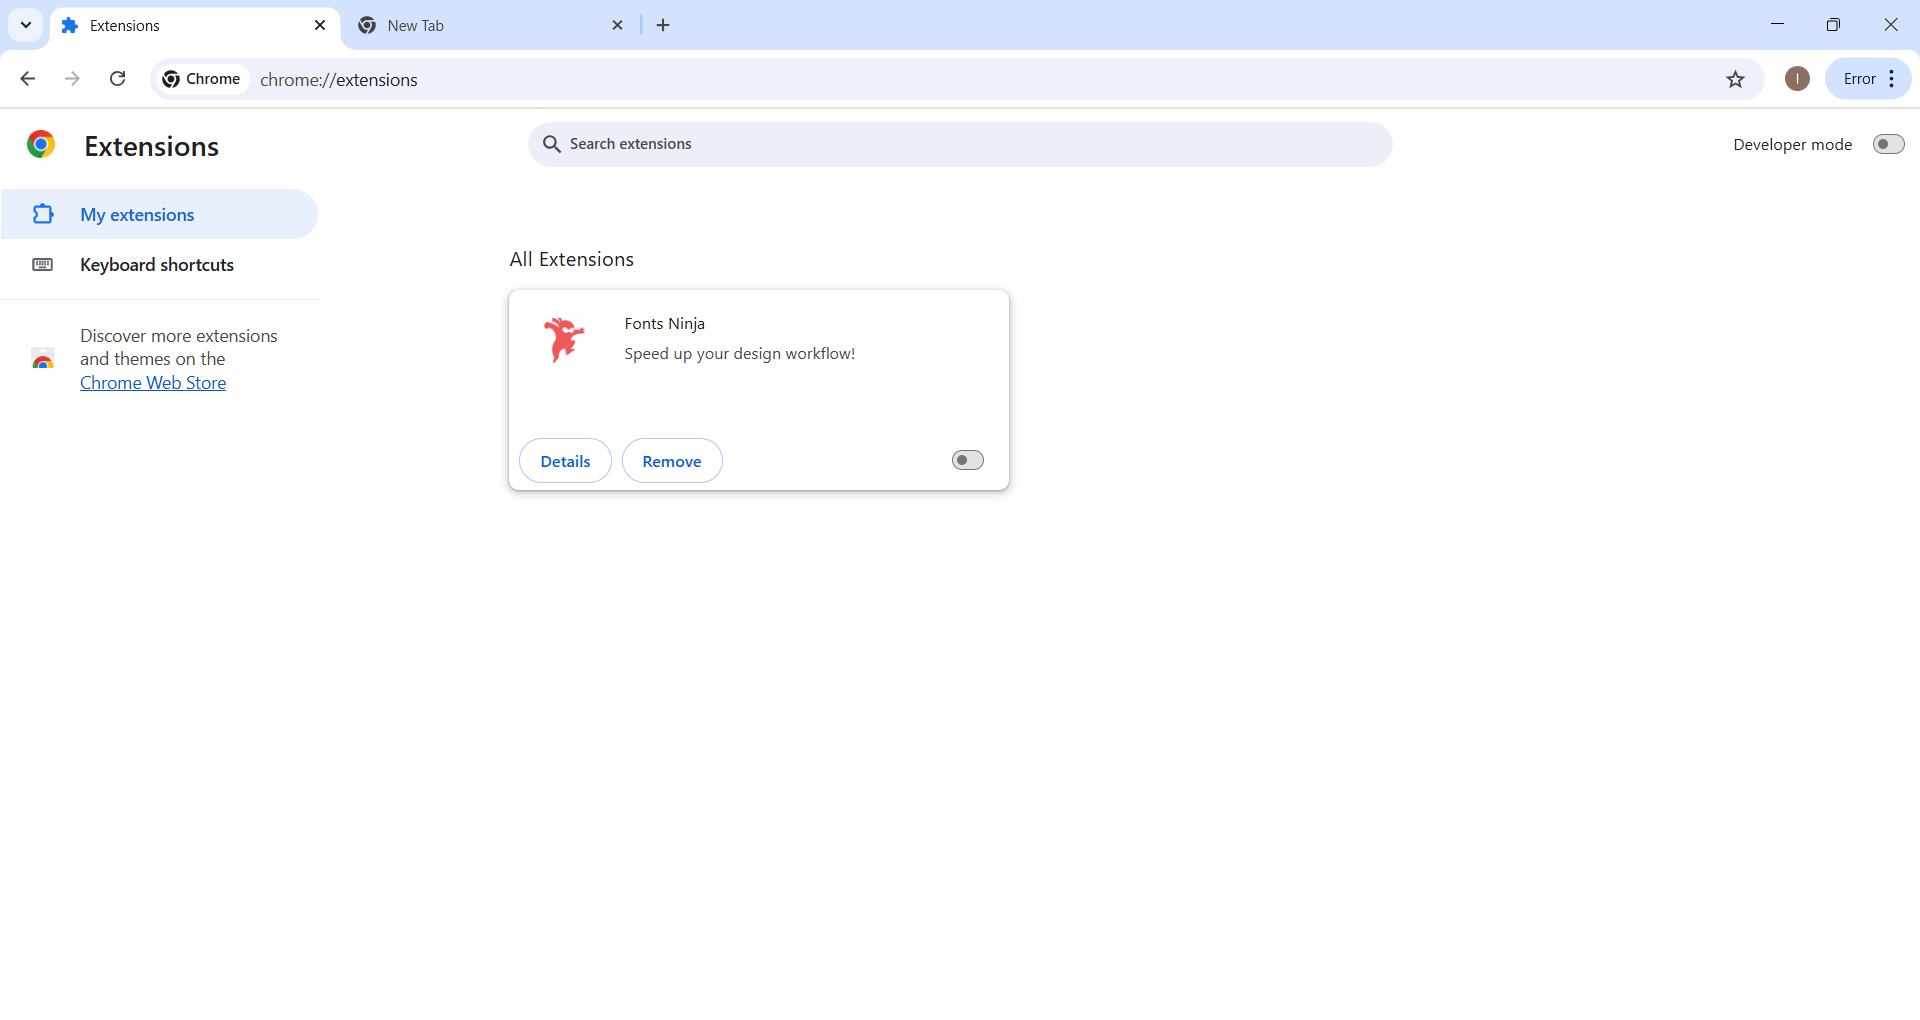 Extensions
New Tab
Chrome
chrome://extensions
I
Error
Extensions
Search extensions
Developer mode
My extensions
Keyboard shortcuts
Discover more extensions
and themes on the
Chrome Web Store
All Extensions
Fonts Ninja
Speed up your design workflow!
Details
Remove